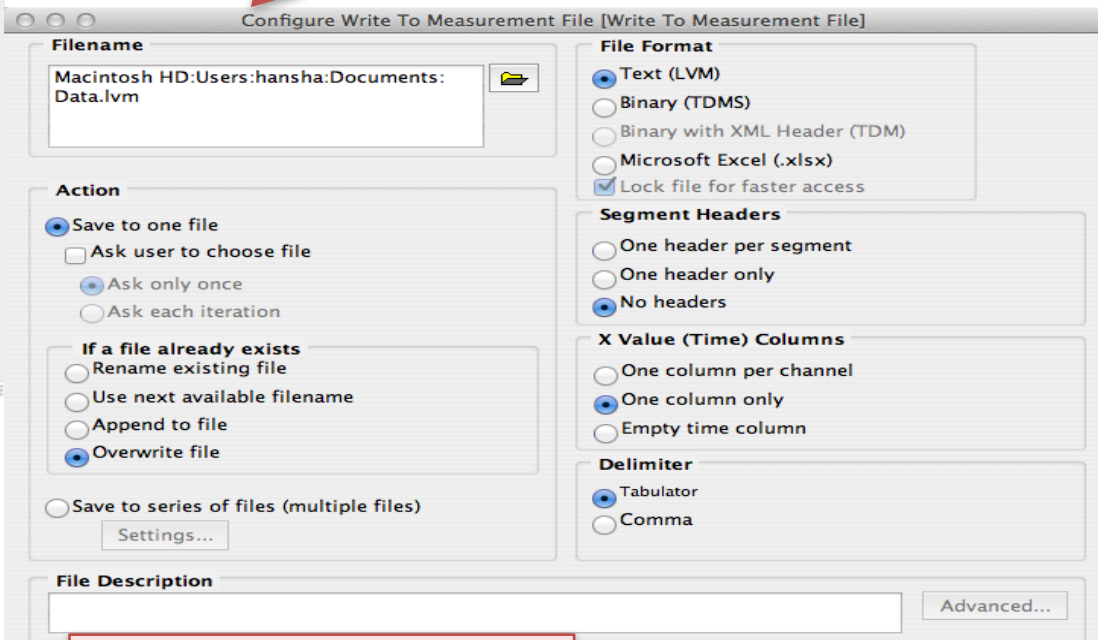 Configure Write To Measurement File [Write To Measurement File]
Filename
Macintosh HD:Users:hansha:Documents:
Data.lvm
Action
Save to one file
Ask user to choose file
Ask only once
Ask each iteration
If a file already exists
Rename existing file
Use next available filename
Append to file
Overwrite file
Save to series of files (multiple files)
Settings...
File Format
Text (LVM)
Binary (TDMS)
Binary with XML Header (TDM)
Microsoft Excel (.xlsx)
Lock file for faster access
Segment Headers
One header per segment
One header only
No headers
X Value (Time) Columns
One column per channel
One column only
Empty time column
Delimiter
Tabulator
Comma
File Description
Advanced...